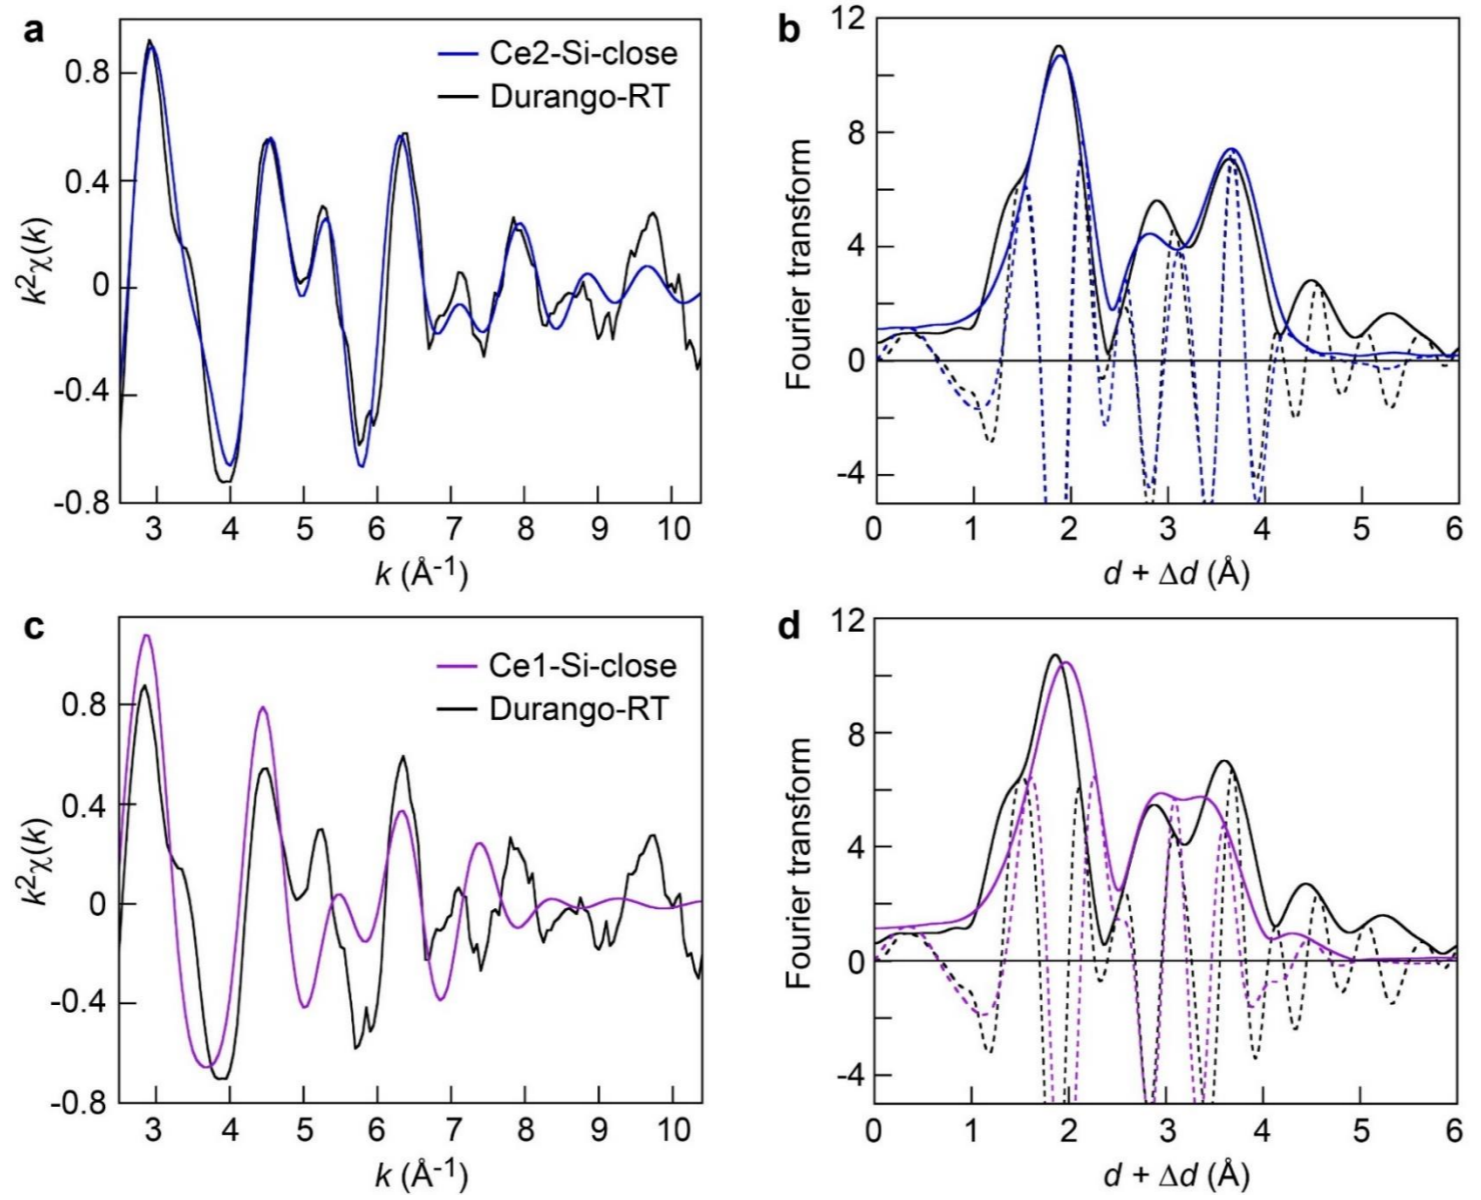 a
Ce2-Si-close
Durango-RT
0.8
0.4
0
-0.4
-0.8
k²χ(k)
3 4 5 6 7 8 9 10
k (Å⁻¹)
b
12
8
4
0
-4
Fourier transform
0 1 2 3 4 5 6
d + Δd (Å)
c
Ce1-Si-close
Durango-RT
0.8
0.4
0
-0.4
-0.8
k²χ(k)
3 4 5 6 7 8 9 10
k (Å⁻¹)
d
12
8
4
0
-4
Fourier transform
0 1 2 3 4 5 6
d + Δd (Å)